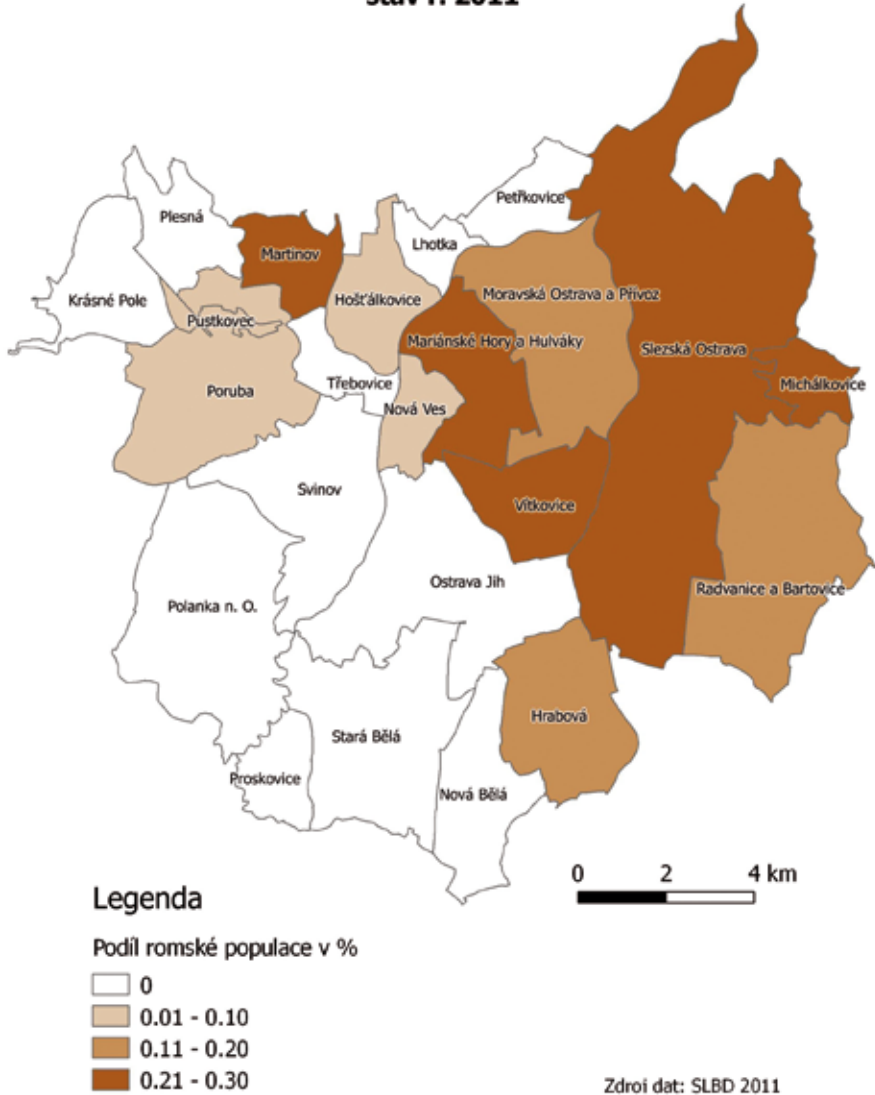 Petřkovice
Plesná
Lhotka
Martinov
Krásné Pole
Hošťálkovice
Moravská Ostrava a Přívoz
Pustkovec
Mariánské Hory a Hulváky
Slezská Ostrava
Třebovice
Michálkovice
Poruba
Nová Ves
Svinov
Vítkovice
Ostrava Jih
Radvanice a Bartovice
Polanka n. O.
Hrabová
Stará Bělá
Proskovice
Nová Bělá
0 2 4 km
Legenda
Podíl romské populace v %
0
0.01 - 0.10
0.11 - 0.20
0.21 - 0.30
Zdroj dat: SLBD 2011